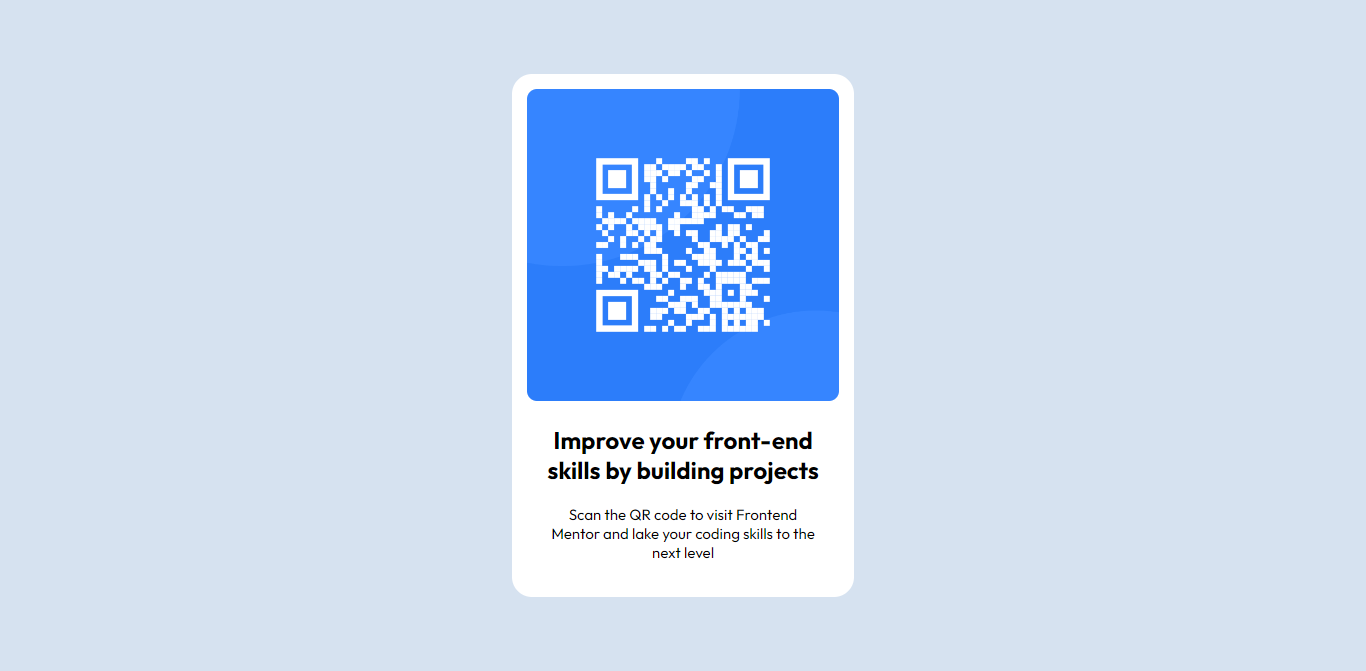 Improve your front-end
skills by building projects
Scan the QR code to visit Frontend
Mentor and lake your coding skills to the
next level